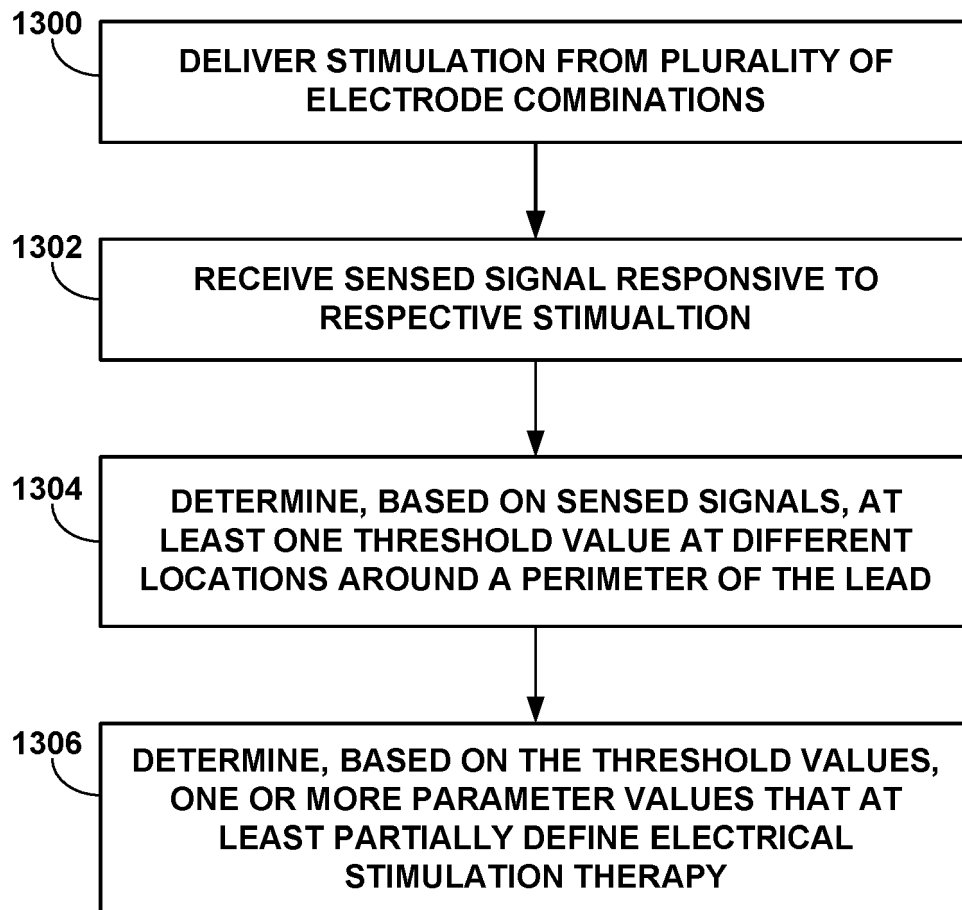 1300
DELIVER STIMULATION FROM PLURALITY OF
ELECTRODE COMBINATIONS
1302
RECEIVE SENSED SIGNAL RESPONSIVE TO
RESPECTIVE STIMUALTION
1304
DETERMINE, BASED ON SENSED SIGNALS, AT
LEAST ONE THRESHOLD VALUE AT DIFFERENT
LOCATIONS AROUND A PERIMETER OF THE LEAD
1306
DETERMINE, BASED ON THE THRESHOLD VALUES,
ONE OR MORE PARAMETER VALUES THAT AT
LEAST PARTIALLY DEFINE ELECTRICAL
STIMULATION THERAPY